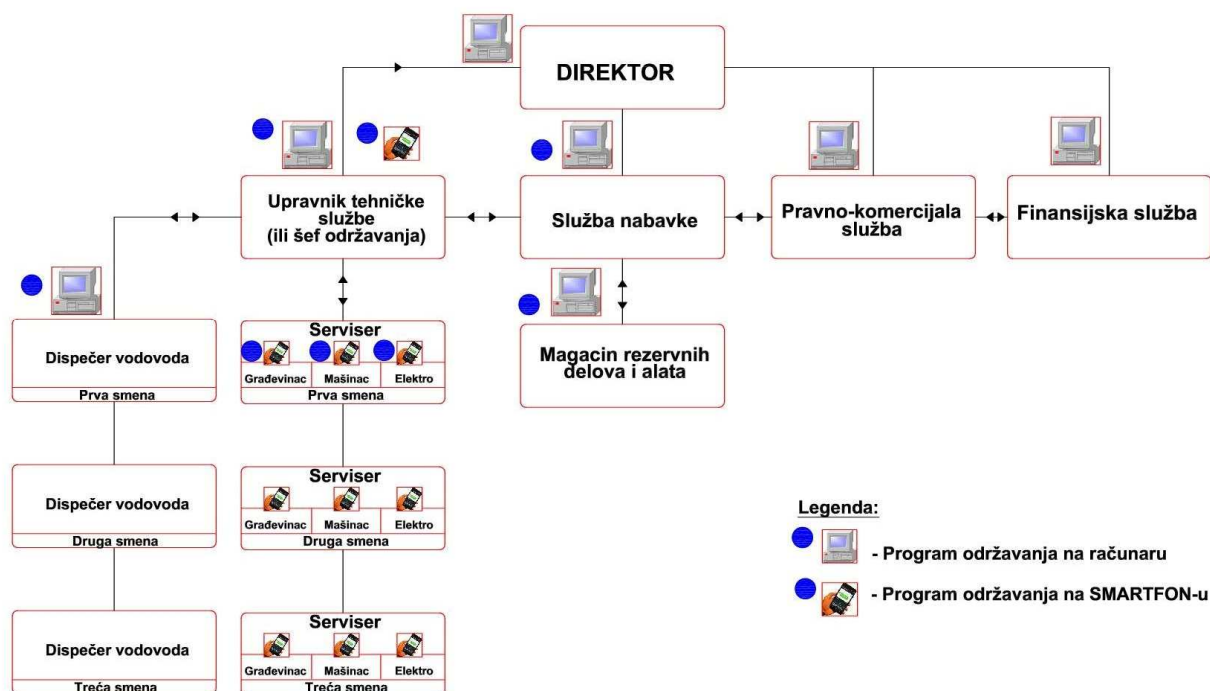 DIREKTOR
Upravnik tehničke
službe
(ili šef održavanja)
Služba nabavke
Pravno-komercijala
služba
Finansijska služba
Dispečer vodovoda
Prva smena
Serviser
Građevinac
Mašinac
Elektro
Prva smena
Magacin rezervnih
delova i alata
Dispečer vodovoda
Druga smena
Serviser
Građevinac
Mašinac
Elektro
Druga smena
Dispečer vodovoda
Treća smena
Serviser
Građevinac
Mašinac
Elektro
Treća smena
Legenda:
- Program održavanja na računaru
- Program održavanja na SMARTFON-u